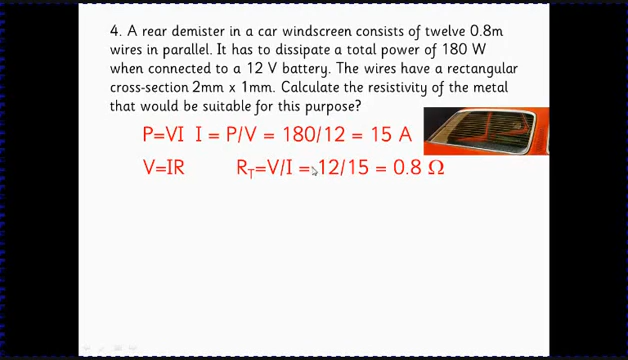 4. A rear demister in a car windscreen consists of twelve 0.8m
wires in parallel. It has to dissipate a total power of 180 W
when connected to a 12 V battery. The wires have a rectangular
cross-section 2mm x 1mm. Calculate the resistivity of the metal
that would be suitable for this purpose?
P=VI I = P/V = 180/12 = 15 A
V=IR R_T=V/I = 12/15 = 0.8 Ω